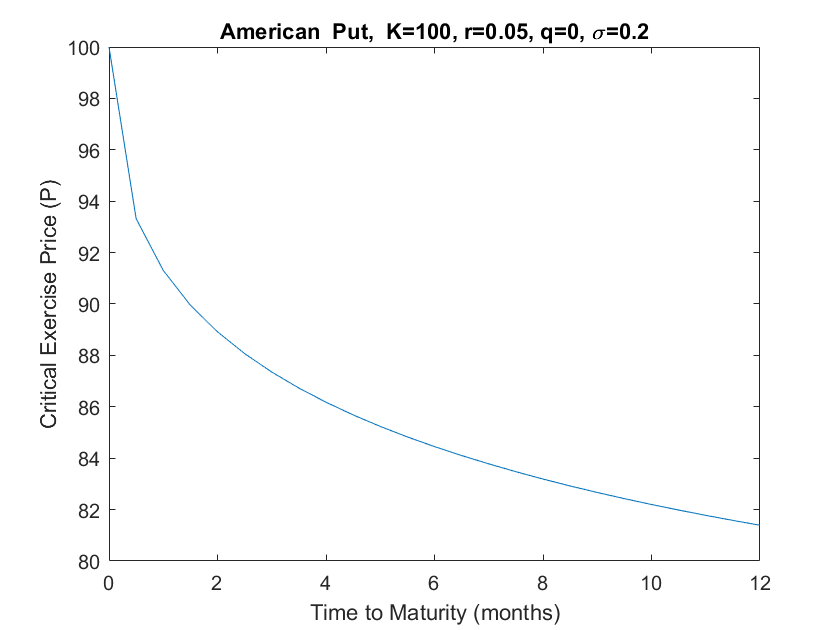 American Put, K=100, r=0.05, q=0, σ=0.2
Critical Exercise Price (P)
100
98
96
94
92
90
88
86
84
82
80
0 2 4 6 8 10 12
Time to Maturity (months)